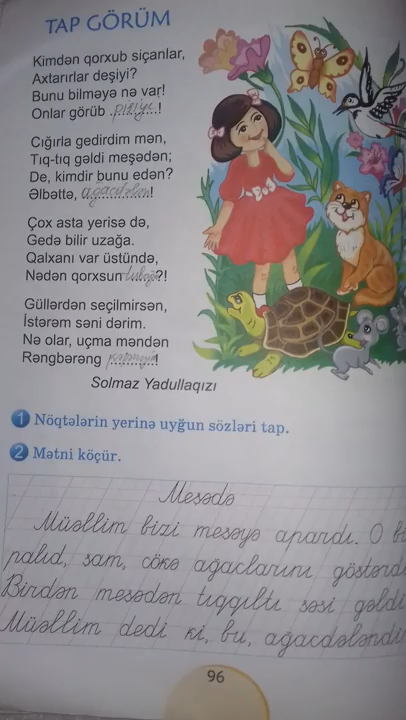 TAP GÖRÜM
Kimdən qorxub siçanlar,
Axtarırlar deşiyi?
Bunu bilməyə nə var!
Onlar görüb pişiyi!
Cığırla gedirdim mən,
Tıq-tıq gəldi meşədən;
De, kimdir bunu edən?
Əlbəttə, ağacdələn!
Çox asta yerisə də,
Gedə bilir uzağa.
Qalxanı var üstündə,
Nədən qorxsun tısbağa?!
Güllərdən seçilmirsən,
İstərəm səni dərim.
Nə olar, uçma məndən
Rəngbərəng !
Solmaz Yadullaqızı
1 Nöqtələrin yerinə uyğun sözləri tap.
2 Mətni köçür.
Meşədə
Müəllim bizi meşəyə apardı. O bi
palıd, şam, cökə ağaclarını göstərdi
Birdən meşədən tıqqıltı səsi gəldi
Müəllim dedi ki, bu, ağacdələndi
96